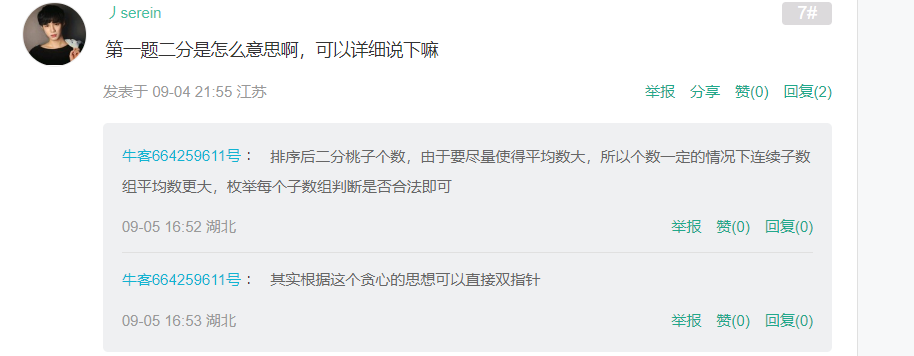 丿serein
7#
第一题二分是怎么意思啊，可以详细说下嘛
发表于 09-04 21:55 江苏 举报 分享 赞(0) 回复(2)
牛客664259611号： 排序后二分桃子个数，由于要尽量使得平均数大，所以个数一定的情况下连续子数
组平均数更大，枚举每个子数组判断是否合法即可
09-05 16:52 湖北 举报 赞(0) 回复(0)
牛客664259611号： 其实根据这个贪心的思想可以直接双指针
09-05 16:53 湖北 举报 赞(0) 回复(0)